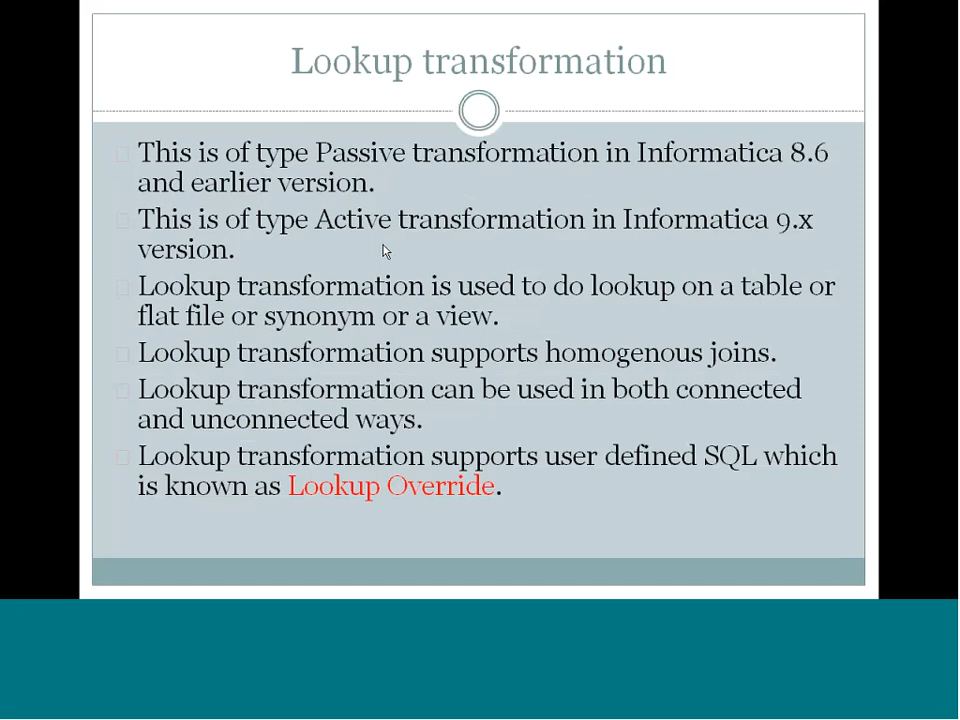 Lookup transformation
This is of type Passive transformation in Informatica 8.6
and earlier version.
This is of type Active transformation in Informatica 9.x
version.
Lookup transformation is used to do lookup on a table or
flat file or synonym or a view.
Lookup transformation supports homogenous joins.
Lookup transformation can be used in both connected
and unconnected ways.
Lookup transformation supports user defined SQL which
is known as Lookup Override.